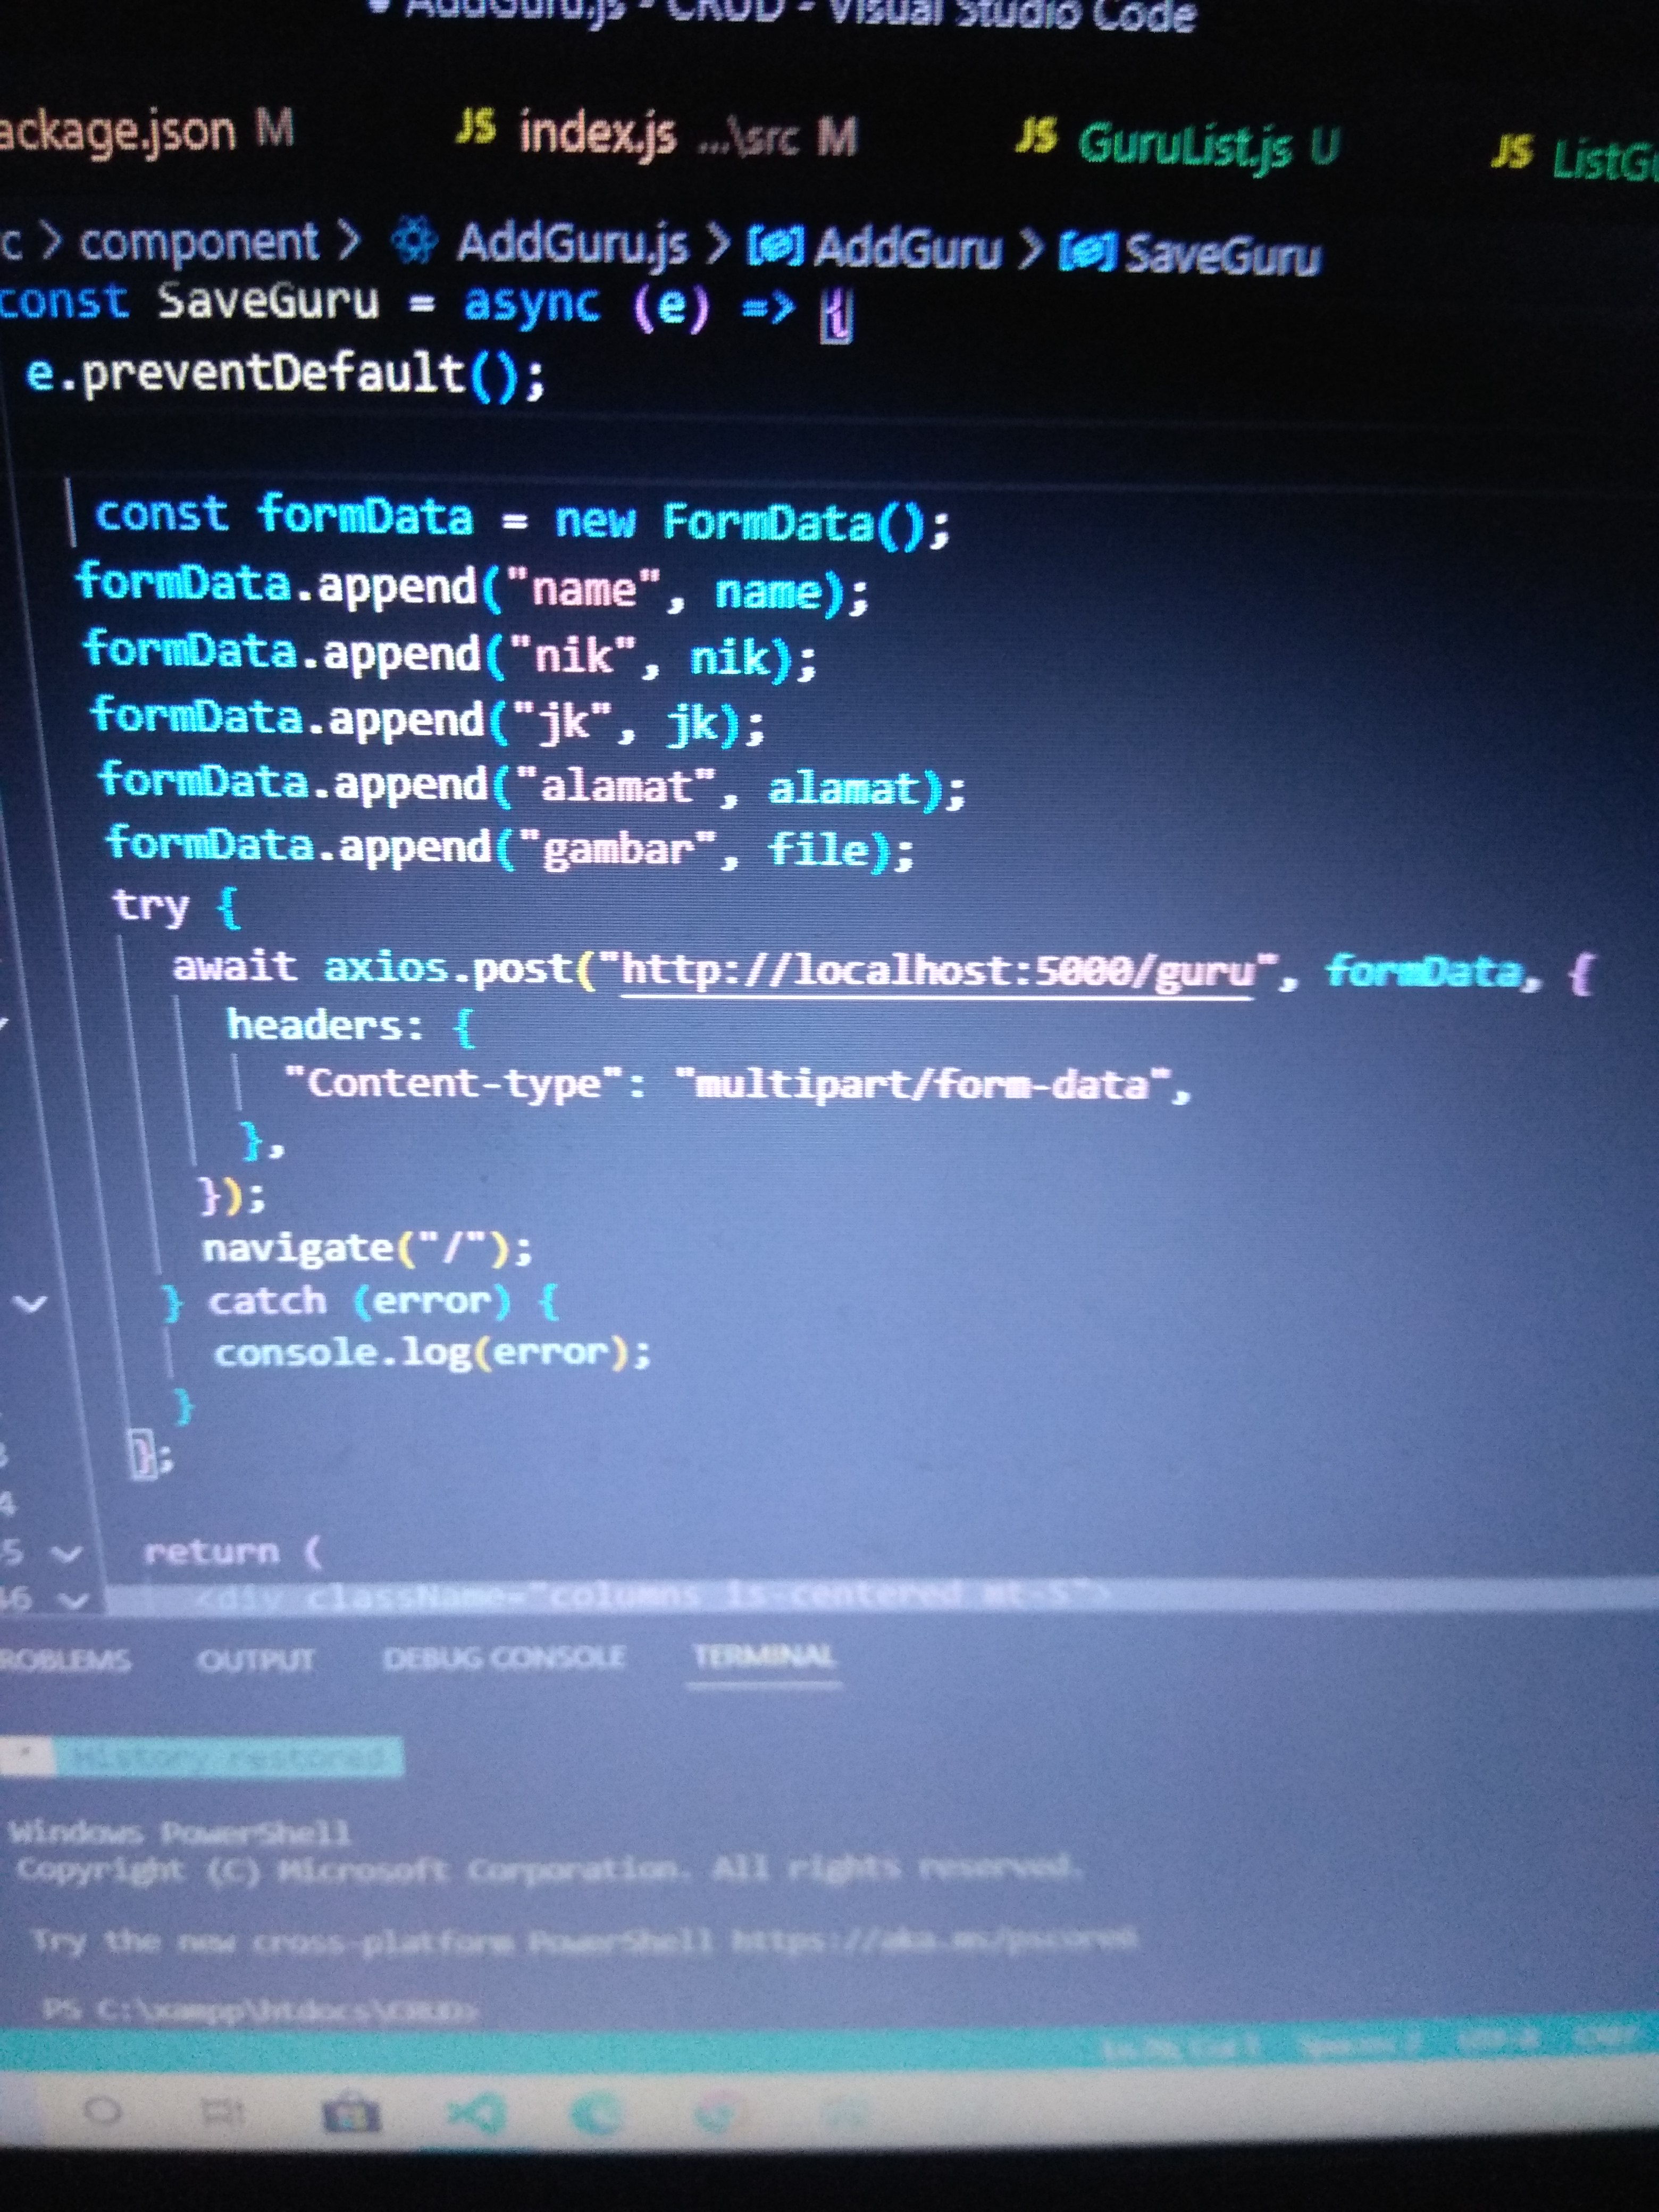 AddGuru.js - CRUD - Visual Studio Code
ackage.json M JS index.js ...\src M JS GuruList.js U JS ListGu
c > component > AddGuru.js > AddGuru > SaveGuru
const SaveGuru = async (e) => {
e.preventDefault();
const formData = new FormData();
formData.append("name", name);
formData.append("nik", nik);
formData.append("jk", jk);
formData.append("alamat", alamat);
formData.append("gambar", file);
try {
await axios.post("http://localhost:5000/guru", formData, {
headers: {
"Content-type": "multipart/form-data",
},
});
navigate("/");
} catch (error) {
console.log(error);
}
};
4
5 return (
46 <div className="columns is-centered mt-5">
ROBLEMS OUTPUT DEBUG CONSOLE TERMINAL
* History restored
Windows PowerShell
Copyright (C) Microsoft Corporation. All rights reserved.
Try the new cross-platform PowerShell https://aka.ms/pscore6
PS C:\xampp\htdocs\CRUD>